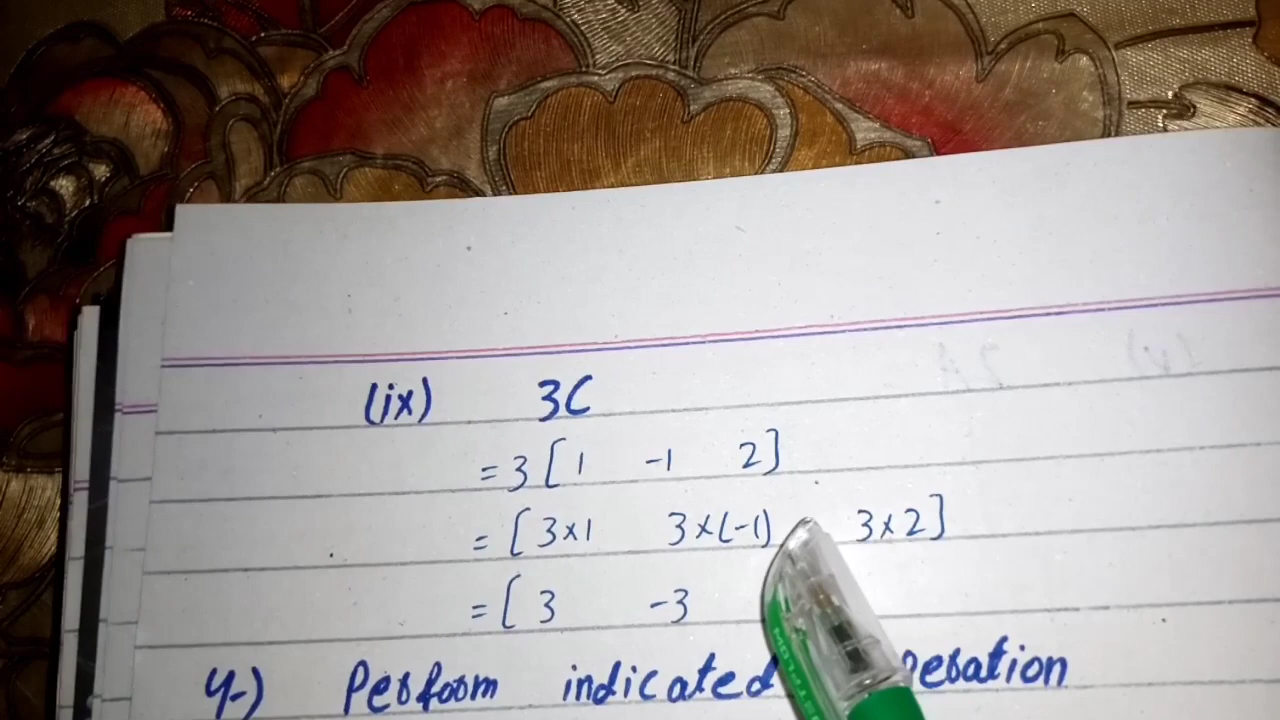 (ix) 3C
= 3 [ 1 -1 2 ]
= [ 3×1 3×(-1) 3×2 ]
= [ 3 -3
4-) Perform indicated